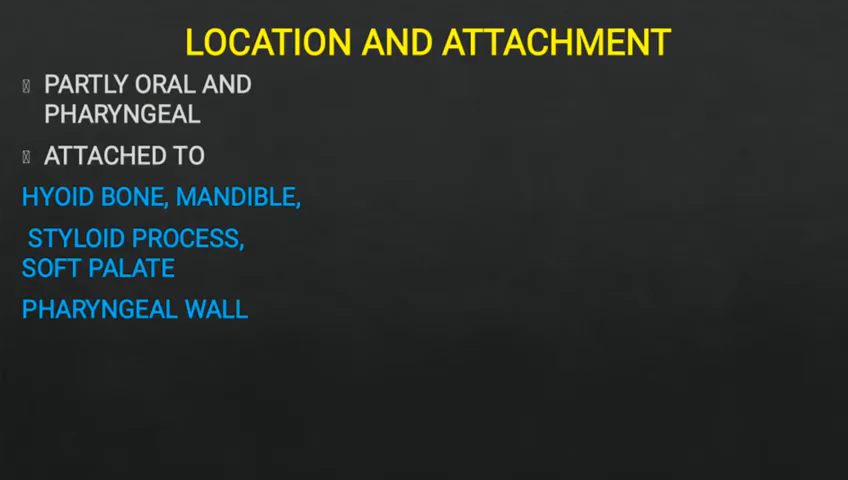 LOCATION AND ATTACHMENT
PARTLY ORAL AND
PHARYNGEAL
ATTACHED TO
HYOID BONE, MANDIBLE,
STYLOID PROCESS,
SOFT PALATE
PHARYNGEAL WALL